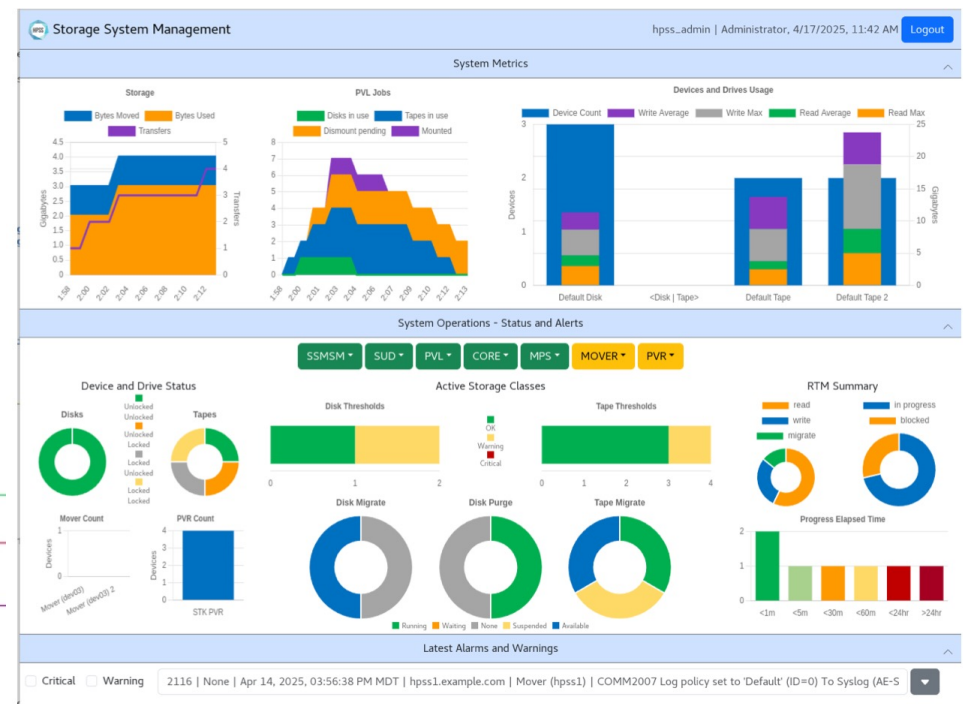 HPSS Storage System Management
hpss_admin | Administrator, 4/17/2025, 11:42 AM Logout
System Metrics
Storage
Bytes Moved Bytes Used
Transfers
4.5
4.0
3.5
3.0
2.5
2.0
1.5
1.0
0.5
0
Gigabytes
5
4
3
2
1
0
Transfers
1:58 2:00 2:02 2:04 2:06 2:08 2:10 2:12
PVL Jobs
Disks in use Tapes in use
Dismount pending Mounted
8
7
6
5
4
3
2
1
0
1:58 2:00 2:01 2:03 2:04 2:06 2:07 2:09 2:10 2:12 2:13
Devices and Drives Usage
Device Count Write Average Write Max Read Average Read Max
3
2
1
0
Devices
25
20
15
10
5
0
Gigabytes
Default Disk <Disk | Tape> Default Tape Default Tape 2
System Operations - Status and Alerts
SSMSM SUD PVL CORE MPS MOVER PVR
Device and Drive Status
Disks
Unlocked
Unlocked
Unlocked
Locked
Locked
Unlocked
Locked
Locked
Tapes
Mover Count
1
0
Devices
Mover (dev03)
Mover (dev03) 2
PVR Count
4
3
2
1
0
Devices
STK PVR
Active Storage Classes
Disk Thresholds
0 1 2
OK
Warning
Critical
Tape Thresholds
0 1 2 3 4
Disk Migrate
Disk Purge
Tape Migrate
Running Waiting None Suspended Available
RTM Summary
read
write
migrate
in progress
blocked
Progress Elapsed Time
2
1
0
<1m <5m <30m <60m <24hr >24hr
Latest Alarms and Warnings
Critical Warning 2116 | None | Apr 14, 2025, 03:56:38 PM MDT | hpss1.example.com | Mover (hpss1) | COMM2007 Log policy set to 'Default' (ID=0) To Syslog (AE-S